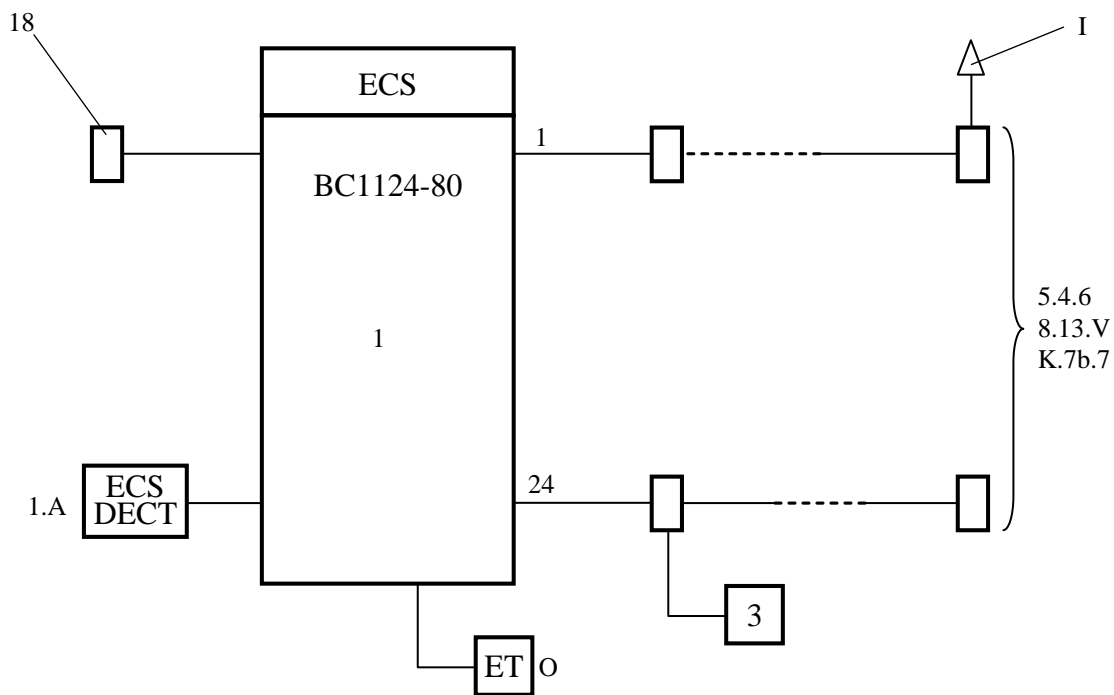 18
I
ECS
1
BC1124-80
5.4.6
8.13.V
K.7b.7
1
24
ECS
DECT
1.A
3
ET
O